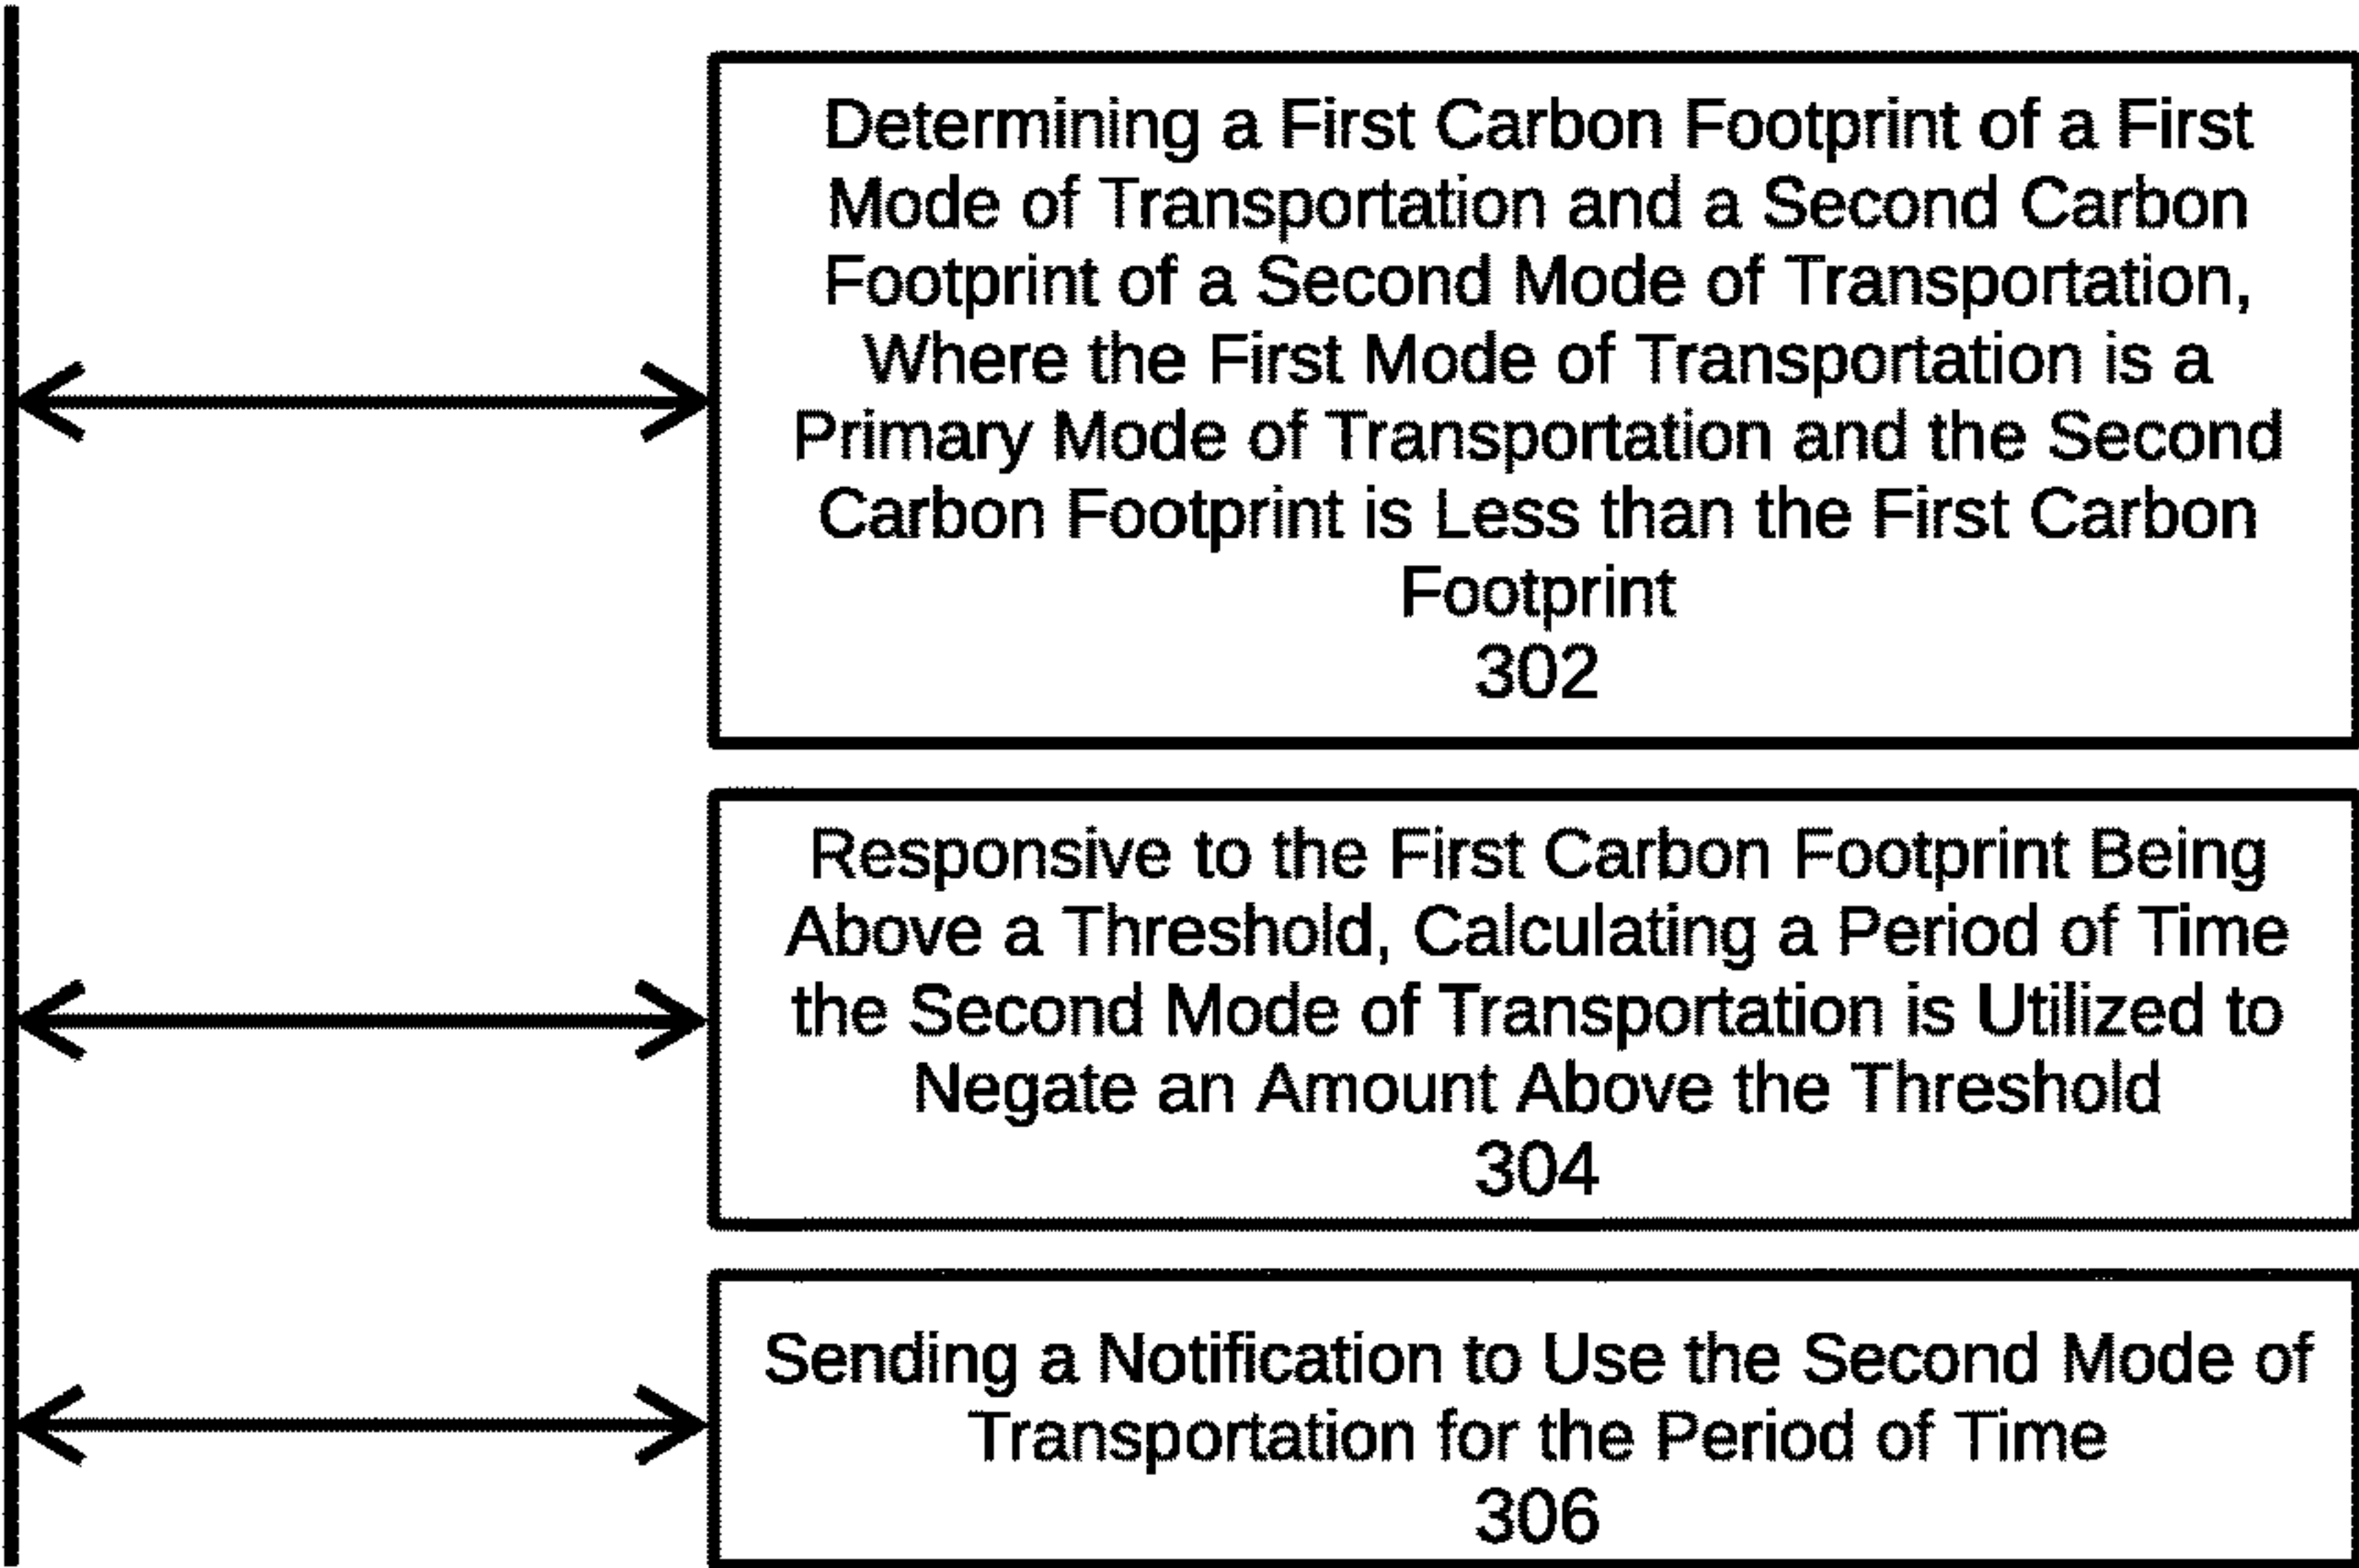 Determining a First Carbon Footprint of a First
Mode of Transportation and a Second Carbon
Footprint of a Second Mode of Transportation,
Where the First Mode of Transportation is a
Primary Mode of Transportation and the Second
Carbon Footprint is Less than the First Carbon
Footprint
302
Responsive to the First Carbon Footprint Being
Above a Threshold, Calculating a Period of Time
the Second Mode of Transportation is Utilized to
Negate an Amount Above the Threshold
304
Sending a Notification to Use the Second Mode of
Transportation for the Period of Time
306